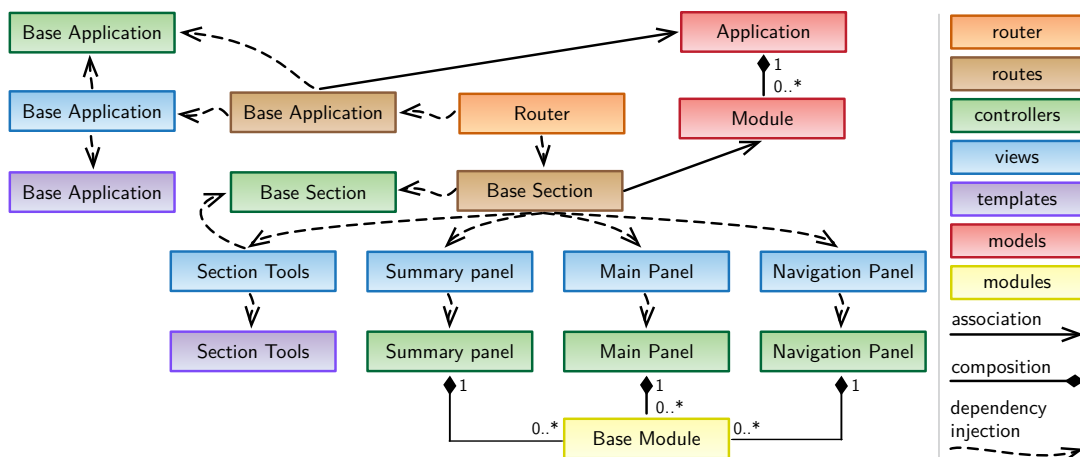 Base Application
Application
router
1
0..*
routes
Base Application
Base Application
Router
Module
controllers
views
Base Application
Base Section
Base Section
templates
models
Section Tools
Summary panel
Main Panel
Navigation Panel
modules
association
Section Tools
Summary panel
Main Panel
Navigation Panel
composition
1
1
1
0..*
dependency
injection
0..*
Base Module
0..*